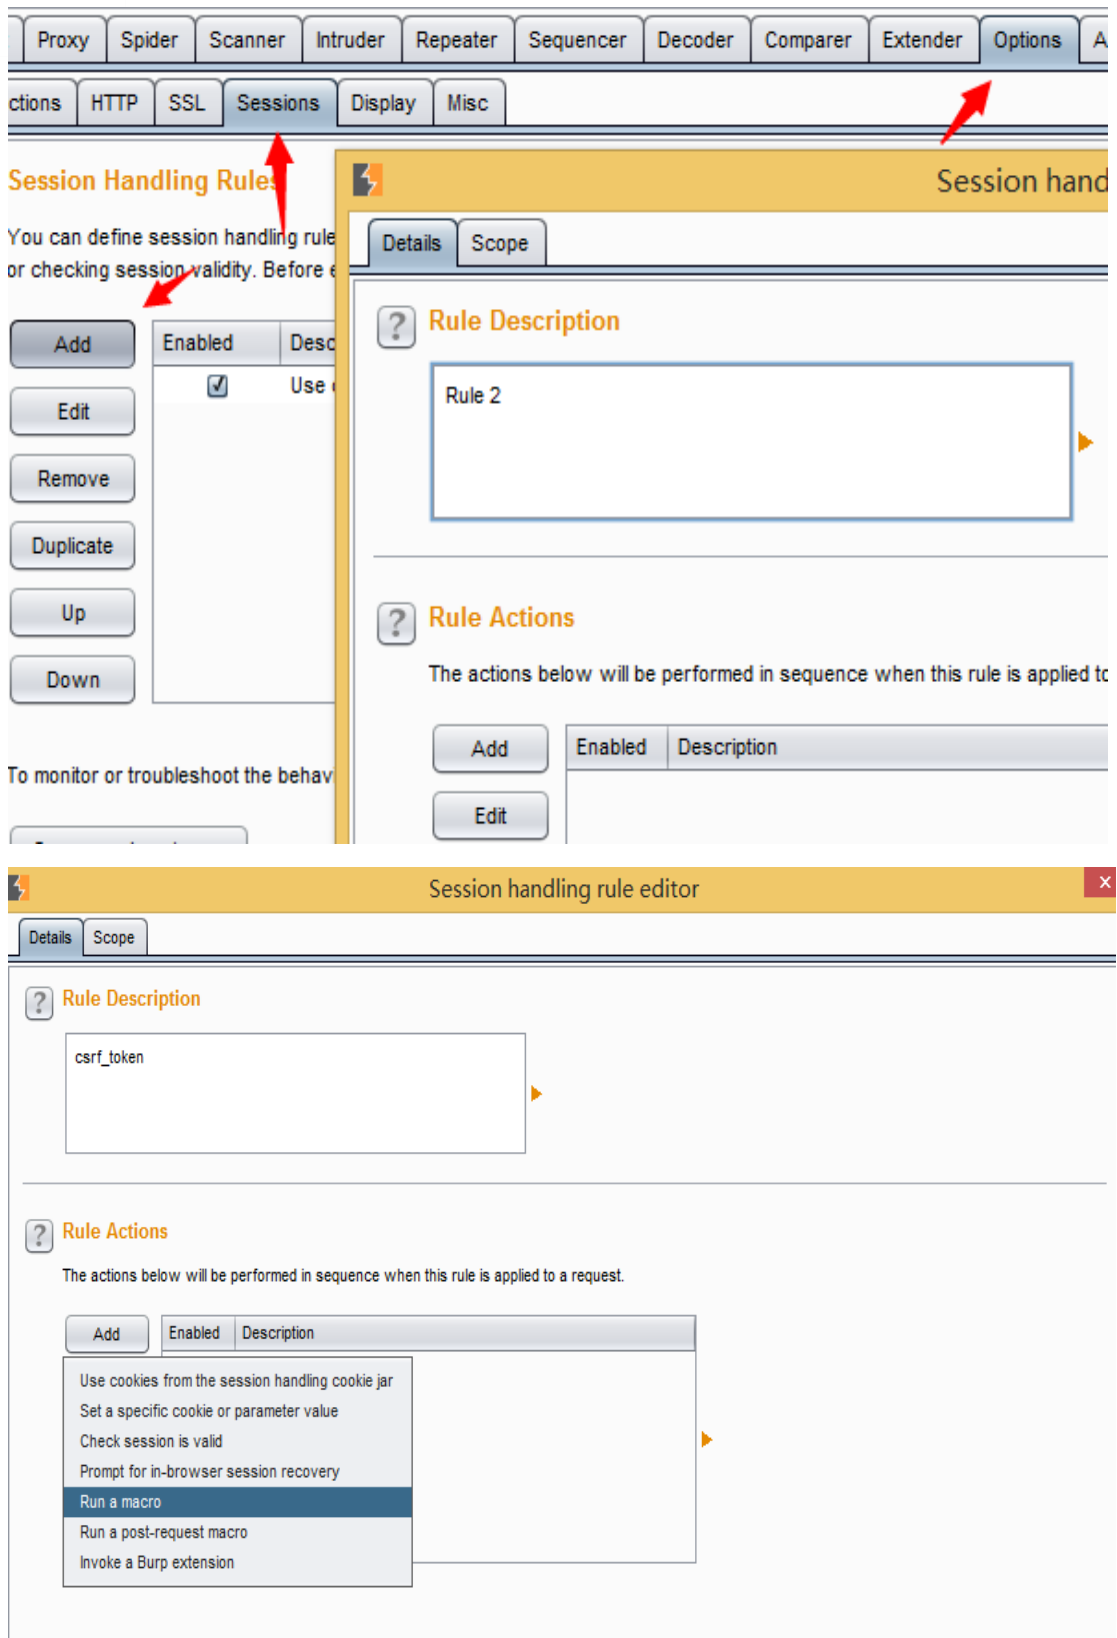 Proxy Spider Scanner Intruder Repeater Sequencer Decoder Comparer Extender Options A
ctions HTTP SSL Sessions Display Misc
Session Handling Rules
Session hand
You can define session handling rule
or checking session validity. Before e
Details Scope
Rule Description
Rule 2
Add
Edit
Remove
Duplicate
Up
Down
Enabled Desc
Use
Rule Actions
The actions below will be performed in sequence when this rule is applied to
Add
Edit
Enabled Description
To monitor or troubleshoot the behavi
Session handling rule editor
x
Details Scope
? Rule Description
csrf_token
? Rule Actions
The actions below will be performed in sequence when this rule is applied to a request.
Add Enabled Description
Use cookies from the session handling cookie jar
Set a specific cookie or parameter value
Check session is valid
Prompt for in-browser session recovery
Run a macro
Run a post-request macro
Invoke a Burp extension